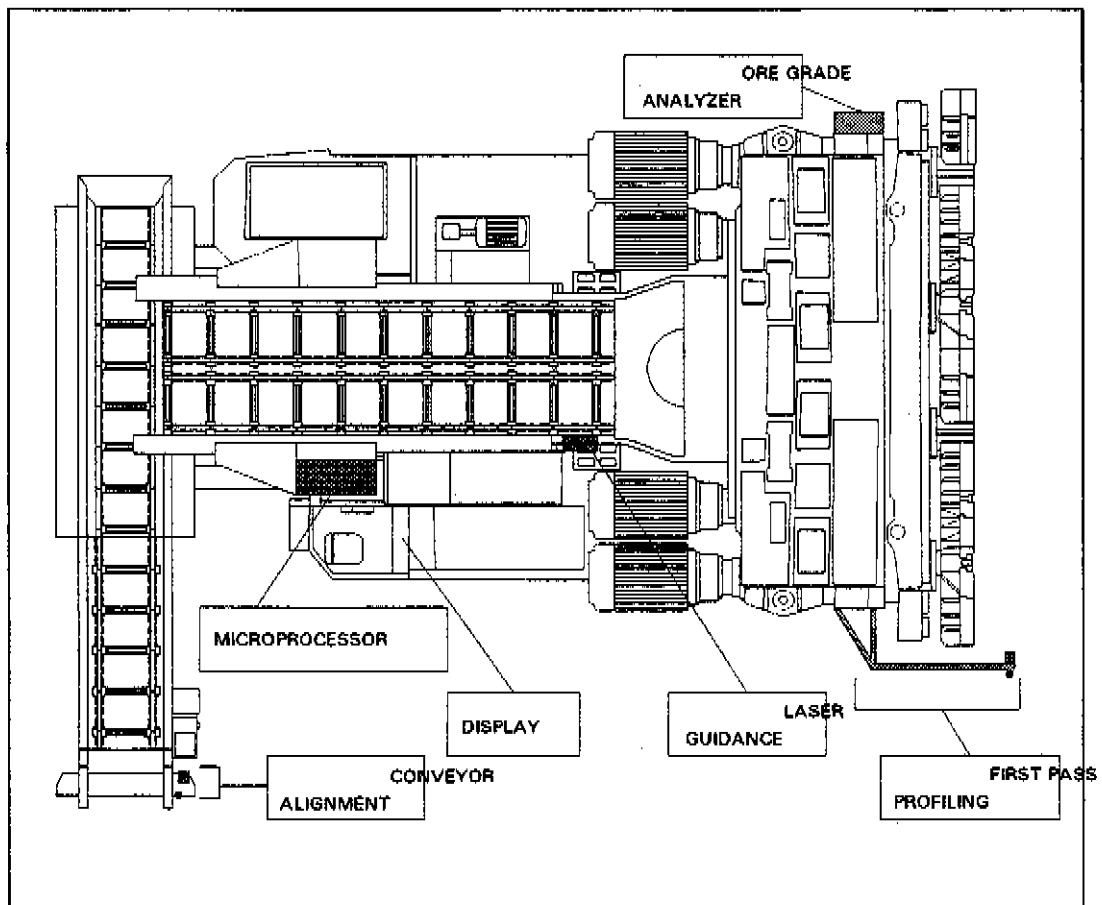 ORE GRADE
ANALYZER
MICROPROCESSOR
DISPLAY
LASER
GUIDANCE
CONVEYOR
ALIGNMENT
FIRST PASS
PROFILING